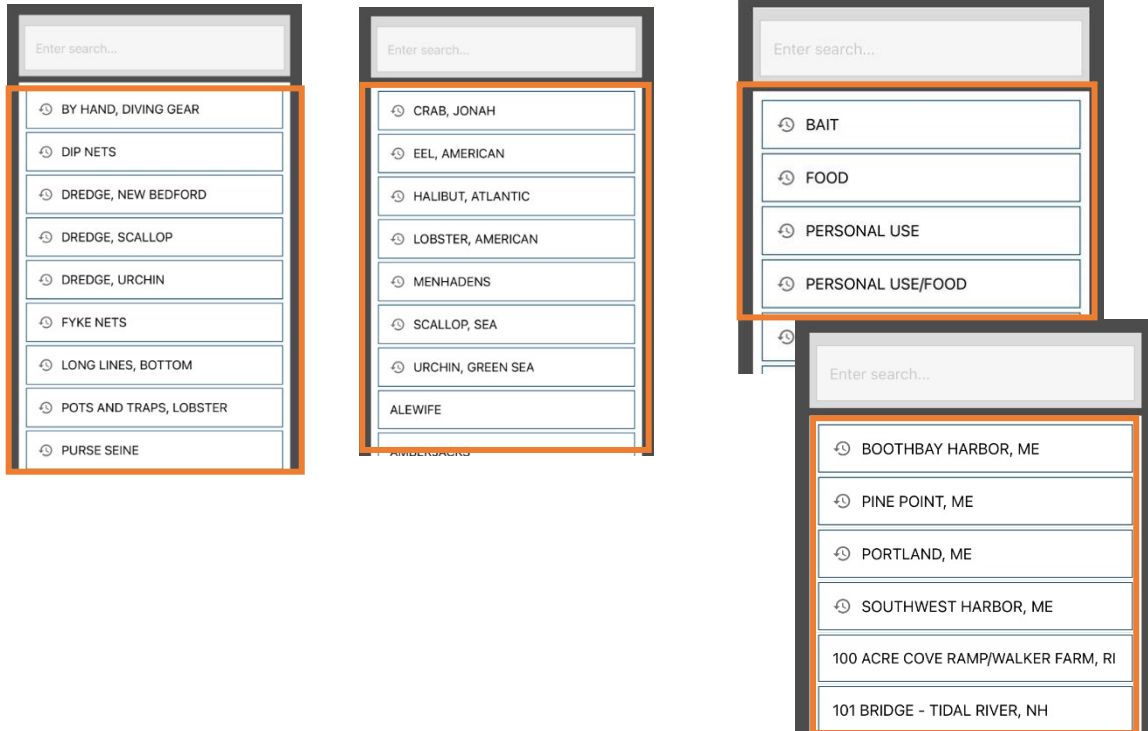 Enter search...
BY HAND, DIVING GEAR
DIP NETS
DREDGE, NEW BEDFORD
DREDGE, SCALLOP
DREDGE, URCHIN
FYKE NETS
LONG LINES, BOTTOM
POTS AND TRAPS, LOBSTER
PURSE SEINE
Enter search...
CRAB, JONAH
EEL, AMERICAN
HALIBUT, ATLANTIC
LOBSTER, AMERICAN
MENHADENS
SCALLOP, SEA
URCHIN, GREEN SEA
ALEWIFE
AMBERJACKS
Enter search...
BAIT
FOOD
PERSONAL USE
PERSONAL USE/FOOD
Enter search...
BOOTHBAY HARBOR, ME
PINE POINT, ME
PORTLAND, ME
SOUTHWEST HARBOR, ME
100 ACRE COVE RAMP/WALKER FARM, RI
101 BRIDGE - TIDAL RIVER, NH